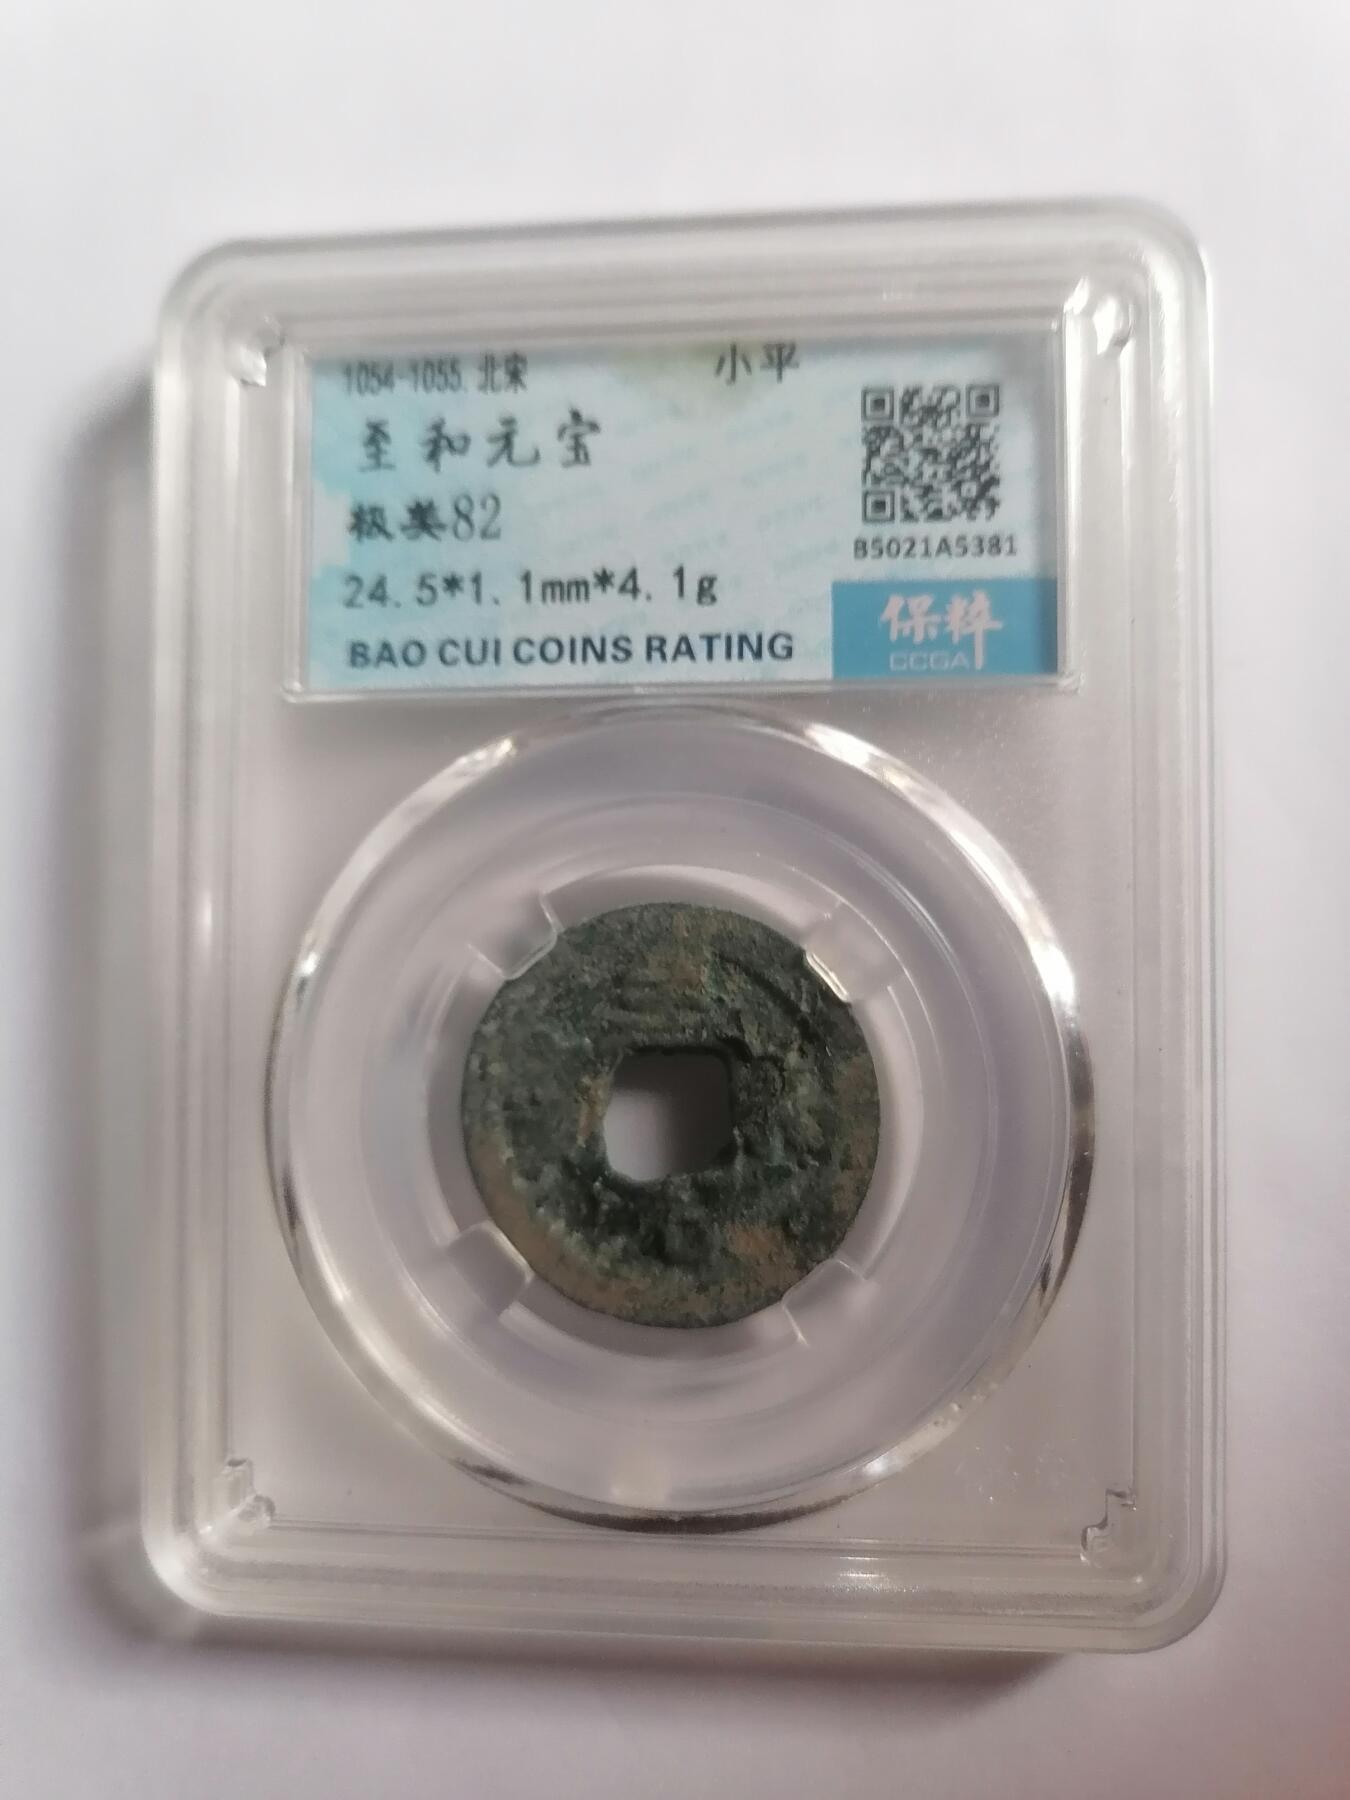 1054-1055.北宋 小平
至和元宝
极美82
24.5*1.1mm*4.1g
BAO CUI COINS RATING
B5021A5381
保粹
CCGA